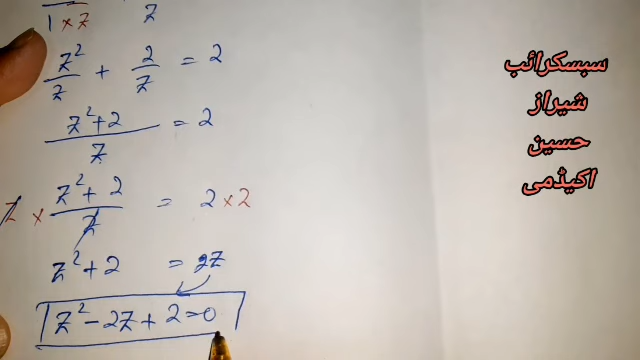 1 × z z
z²/z + 2/z = 2
z²+2/z = 2
z × z²+2/z = 2 × 2
z²+2 = 2z
z²-2z+2=0
سبسکرائب
شیراز
حسین
اکیڈمی